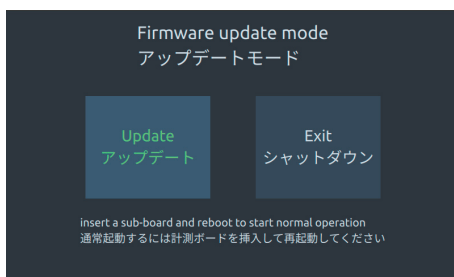 Firmware update mode
アップデートモード
Update
アップデート
Exit
シャットダウン
insert a sub-board and reboot to start normal operation
通常起動するには計測ボードを挿入して再起動してください